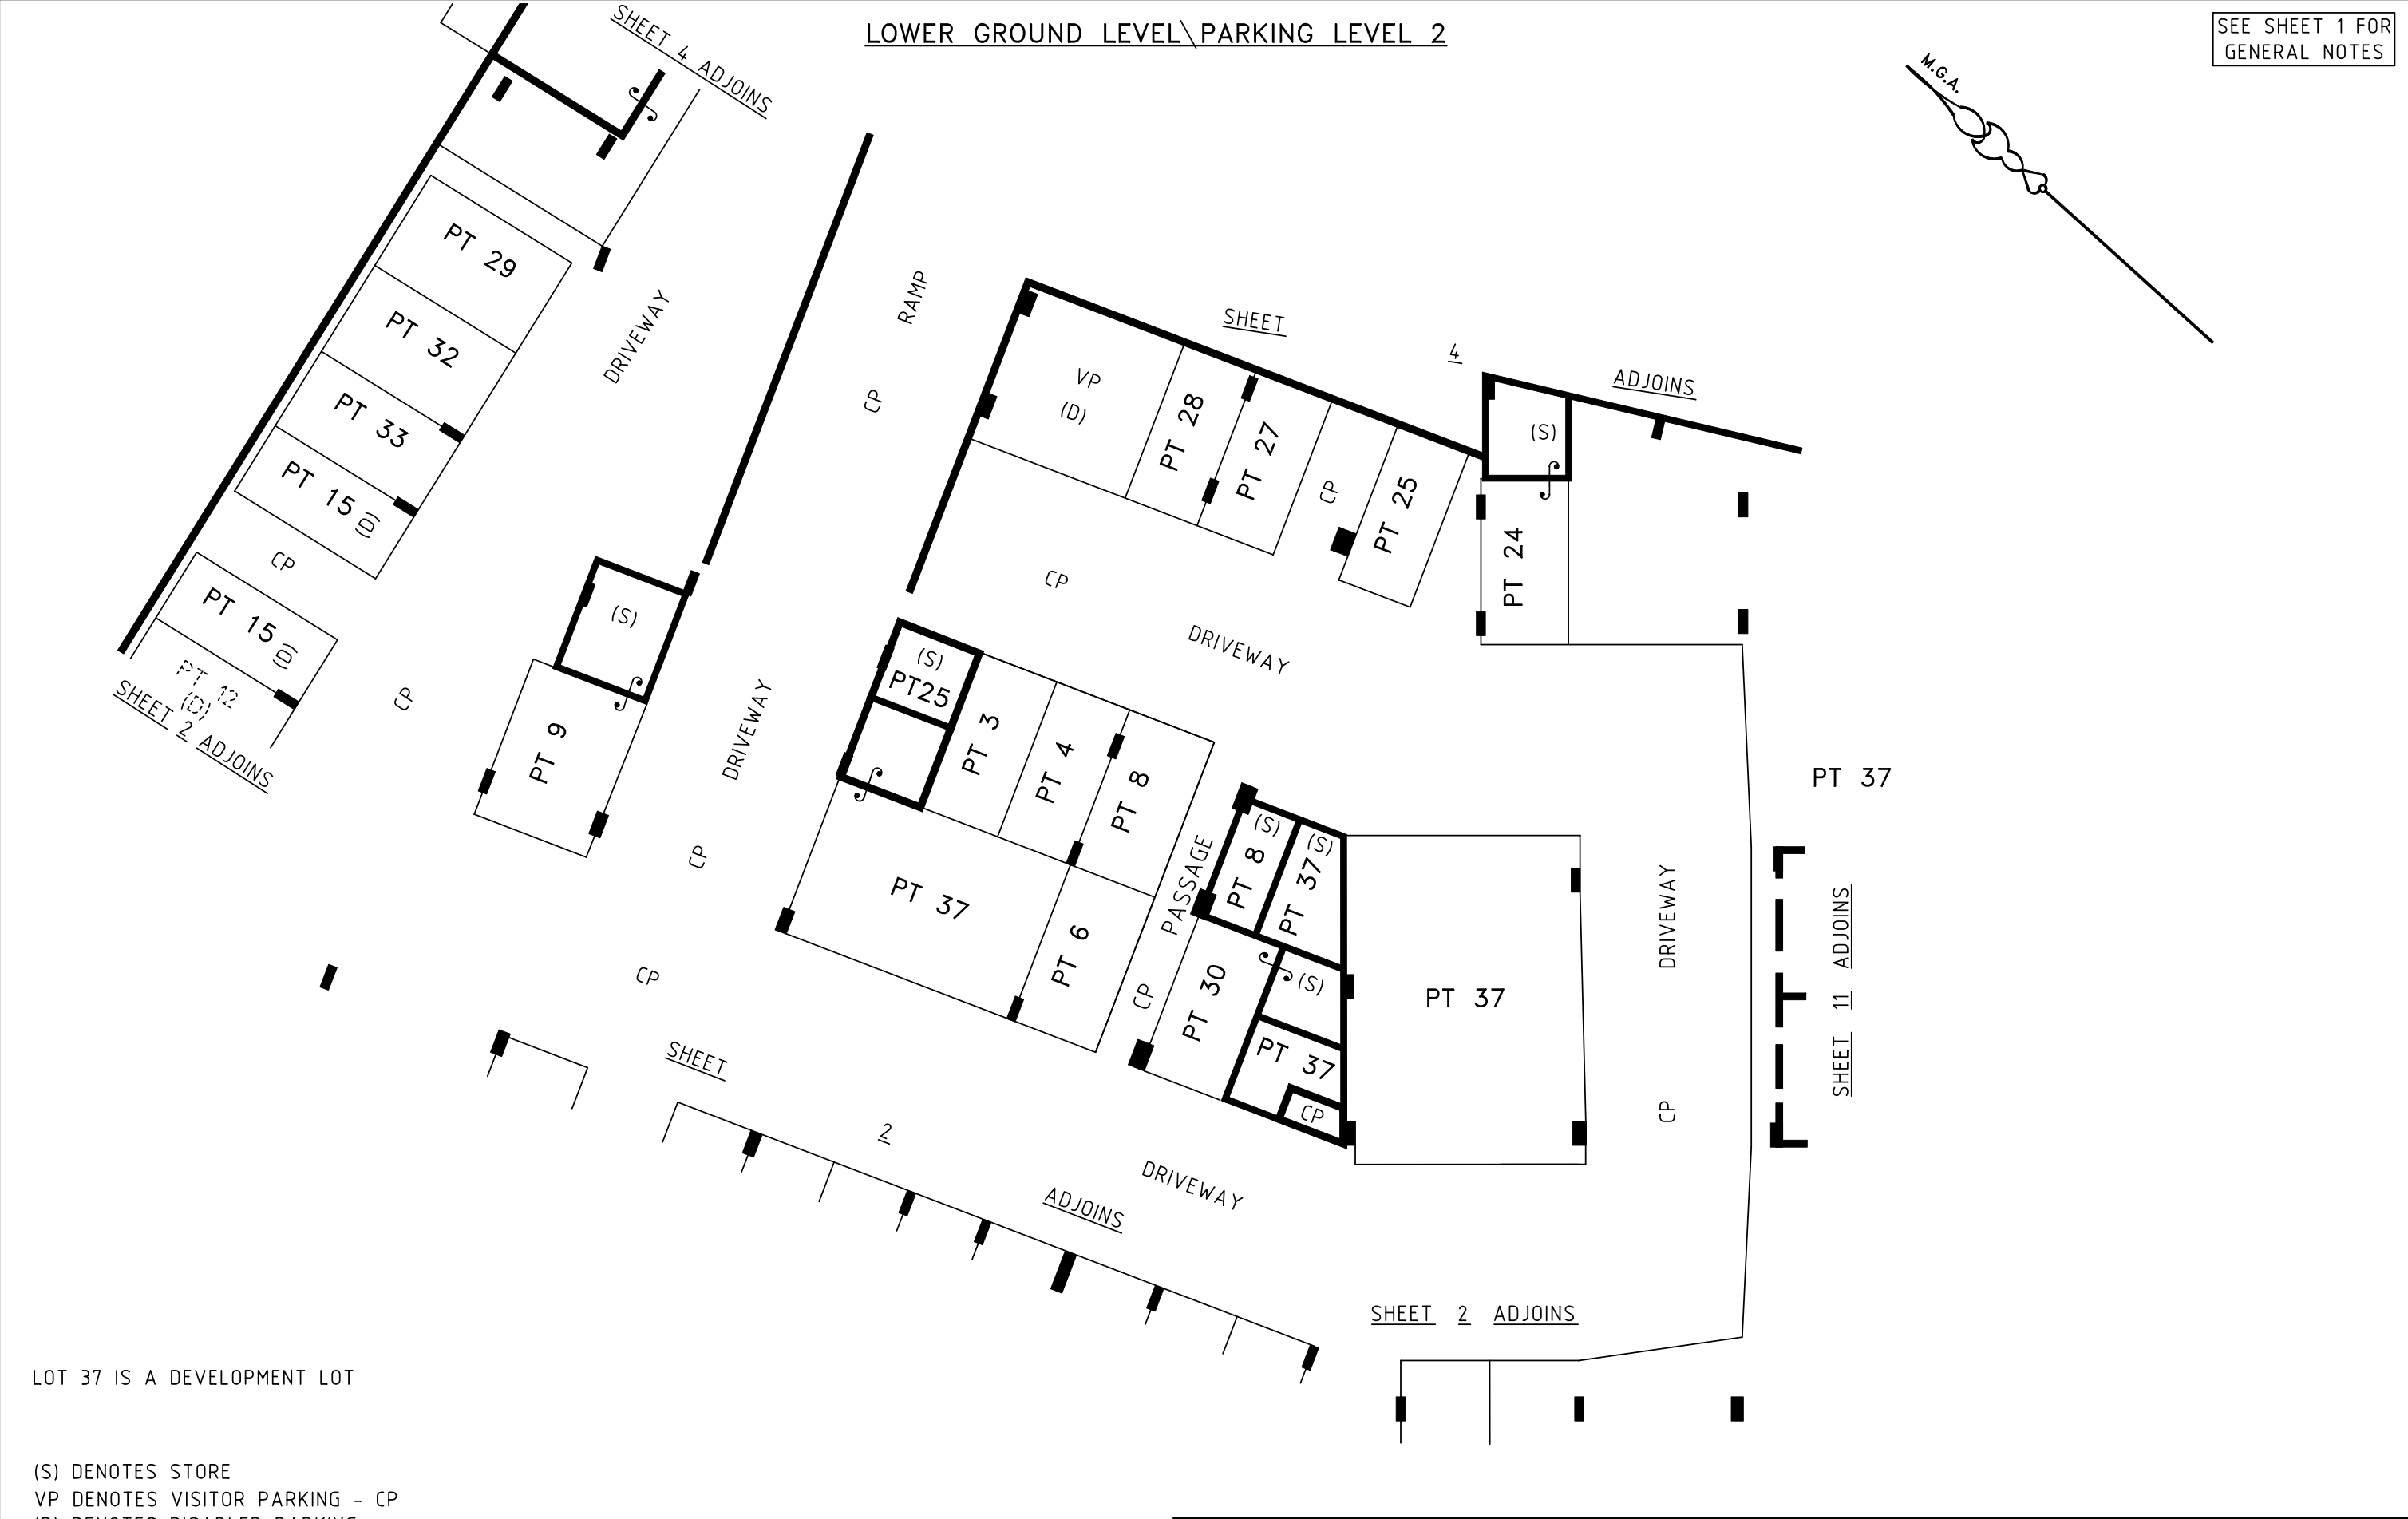 LOWER GROUND LEVEL\PARKING LEVEL 2
SEE SHEET 1 FOR
GENERAL NOTES
M.G.A.
SHEET 4 ADJOINS
PT 29
PT 32
PT 33
PT 15 (D)
CP
PT 15 (D)
PT 12
(D)
SHEET 2 ADJOINS
CP
DRIVEWAY
RAMP
CP
SHEET 4 ADJOINS
VP
(D)
PT 28
PT 27
CP
PT 25
(S)
PT 24
CP
DRIVEWAY
(S)
PT 9
DRIVEWAY
CP
CP
(S)
PT25
PT 3
PT 4
PT 8
PT 37
PT 6
PASSAGE
CP
(S)
PT 8
(S)
PT 37
PT 30
(S)
PT 37
CP
PT 37
DRIVEWAY
CP
PT 37
SHEET 11 ADJOINS
SHEET 2 ADJOINS
DRIVEWAY
SHEET 2 ADJOINS
LOT 37 IS A DEVELOPMENT LOT
(S) DENOTES STORE
VP DENOTES VISITOR PARKING - CP
(D) DENOTES DISABLED PARKING